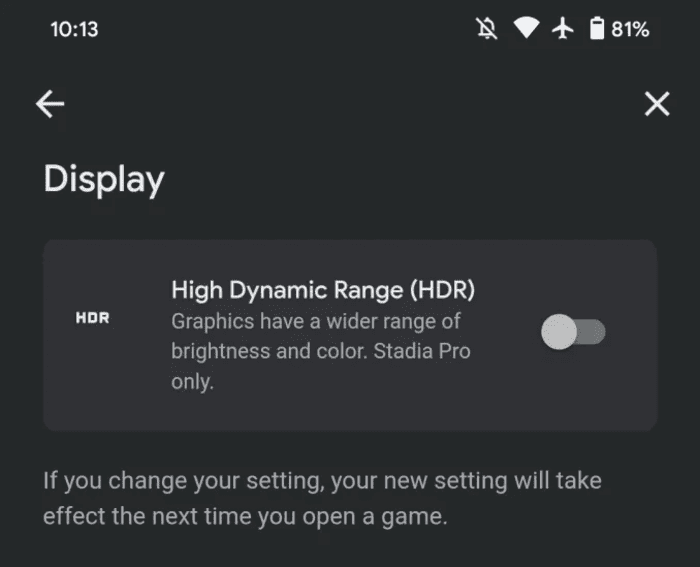 10:13
81%
Display
HDR
High Dynamic Range (HDR)
Graphics have a wider range of
brightness and color. Stadia Pro
only.
If you change your setting, your new setting will take
effect the next time you open a game.